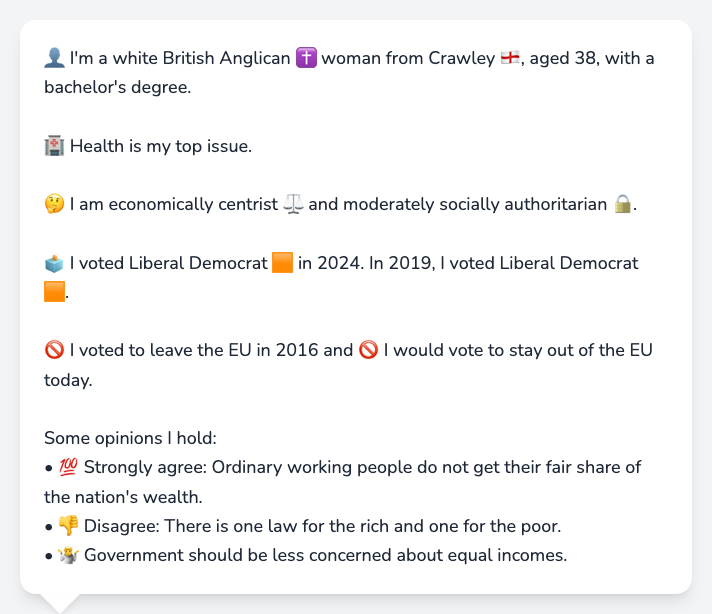 👤 I'm a white British Anglican ✝️ woman from Crawley 🏴󠁧󠁢󠁥󠁮󠁧󠁿, aged 38, with a
bachelor's degree.
🏥 Health is my top issue.
🤔 I am economically centrist ⚖️ and moderately socially authoritarian 🔒.
🗳️ I voted Liberal Democrat 🟧 in 2024. In 2019, I voted Liberal Democrat
🟧.
🚫 I voted to leave the EU in 2016 and 🚫 I would vote to stay out of the EU
today.
Some opinions I hold:
• 💯 Strongly agree: Ordinary working people do not get their fair share of
the nation's wealth.
• 👎 Disagree: There is one law for the rich and one for the poor.
• 🤷 Government should be less concerned about equal incomes.